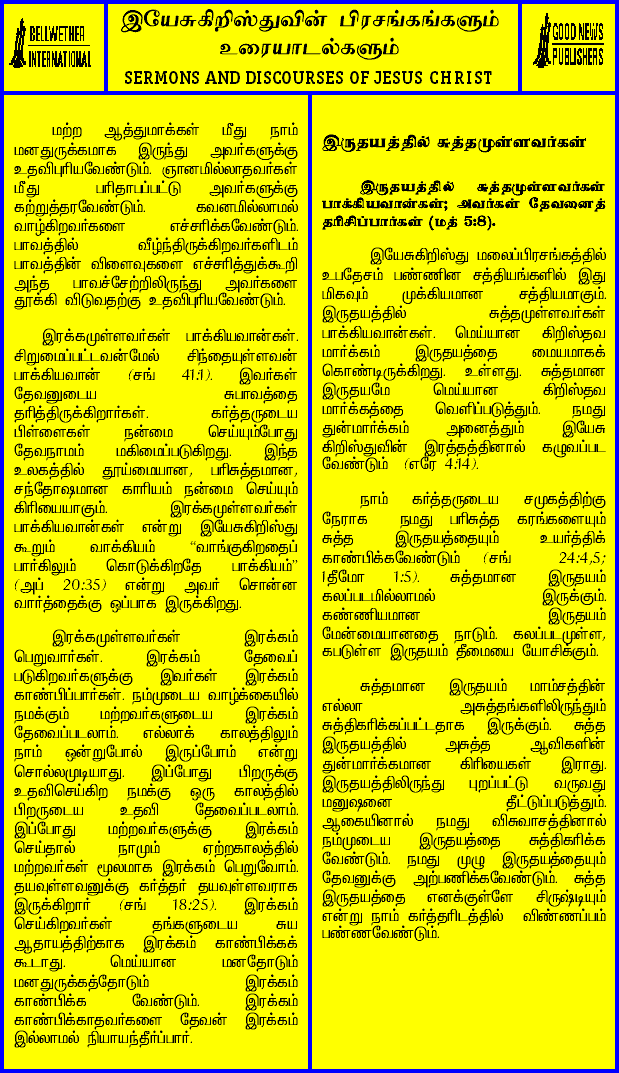 BELLWETHER
INTERNATIONAL
இயேசுகிறிஸ்துவின் பிரசங்கங்களும்
உரையாடல்களும்
SERMONS AND DISCOURSES OF JESUS CHRIST
GOOD NEWS
PUBLISHERS
மற்ற ஆத்துமாக்கள் மீது நாம்
மனதுருக்கமாக இருந்து அவர்களுக்கு
உதவிபுரியவேண்டும். ஞானமில்லாதவர்கள்
மீது பரிதாபப்பட்டு அவர்களுக்கு
கற்றுத்தரவேண்டும். கவனமில்லாமல்
வாழ்கிறவர்களை எச்சரிக்கவேண்டும்.
பாவத்தில் வீழ்ந்திருக்கிறவர்களிடம்
பாவத்தின் விளைவுகளை எச்சரித்துக்கூறி
அந்த பாவச்சேற்றிலிருந்து அவர்களை
தூக்கி விடுவதற்கு உதவிபுரியவேண்டும்.
இரக்கமுள்ளவர்கள் பாக்கியவான்கள்.
சிறுமைப்பட்டவன்மேல் சிந்தையுள்ளவன்
பாக்கியவான் (சங் 41:1). இவர்கள்
தேவனுடைய சுபாவத்தை
தரித்திருக்கிறார்கள். கர்த்தருடைய
பிள்ளைகள் நன்மை செய்யும்போது
தேவநாமம் மகிமைப்படுகிறது. இந்த
உலகத்தில் தூய்மையான, பரிசுத்தமான,
சந்தோஷமான காரியம் நன்மை செய்யும்
கிரியையாகும். இரக்கமுள்ளவர்கள்
பாக்கியவான்கள் என்று இயேசுகிறிஸ்து
கூறும் வாக்கியம் “வாங்குகிறதைப்
பார்கிலும் கொடுக்கிறதே பாக்கியம்”
(அப் 20:35) என்று அவர் சொன்ன
வார்த்தைக்கு ஒப்பாக இருக்கிறது.
இரக்கமுள்ளவர்கள் இரக்கம்
பெறுவார்கள். இரக்கம் தேவைப்
படுகிறவர்களுக்கு இவர்கள் இரக்கம்
காண்பிப்பார்கள். நம்முடைய வாழ்க்கையில்
நமக்கும் மற்றவர்களுடைய இரக்கம்
தேவைப்படலாம். எல்லாக் காலத்திலும்
நாம் ஒன்றுபோல் இருப்போம் என்று
சொல்லமுடியாது. இப்போது பிறருக்கு
உதவிசெய்கிற நமக்கு ஒரு காலத்தில்
பிறருடைய உதவி தேவைப்படலாம்.
இப்போது மற்றவர்களுக்கு இரக்கம்
செய்தால் நாமும் ஏற்றகாலத்தில்
மற்றவர்கள் மூலமாக இரக்கம் பெறுவோம்.
தயவுள்ளவனுக்கு கர்த்தர் தயவுள்ளவராக
இருக்கிறார் (சங் 18:25). இரக்கம்
செய்கிறவர்கள் தங்களுடைய சுய
ஆதாயத்திற்காக இரக்கம் காண்பிக்கக்
கூடாது. மெய்யான மனதோடும்
மனதுருக்கத்தோடும் இரக்கம்
காண்பிக்க வேண்டும். இரக்கம்
காண்பிக்காதவர்களை தேவன் இரக்கம்
இல்லாமல் நியாயந்தீர்ப்பார்.
இருதயத்தில் சுத்தமுள்ளவர்கள்
இருதயத்தில் சுத்தமுள்ளவர்கள்
பாக்கியவான்கள்; அவர்கள் தேவனைத்
தரிசிப்பார்கள் (மத் 5:8).
இயேசுகிறிஸ்து மலைப்பிரசங்கத்தில்
உபதேசம் பண்ணின சத்தியங்களில் இது
மிகவும் முக்கியமான சத்தியமாகும்.
இருதயத்தில் சுத்தமுள்ளவர்கள்
பாக்கியவான்கள். மெய்யான கிறிஸ்தவ
மார்க்கம் இருதயத்தை மையமாகக்
கொண்டிருக்கிறது. உள்ளது. சுத்தமான
இருதயமே மெய்யான கிறிஸ்தவ
மார்க்கத்தை வெளிப்படுத்தும். நமது
துன்மார்க்கம் அனைத்தும் இயேசு
கிறிஸ்துவின் இரத்தத்தினால் கழுவப்பட
வேண்டும் (எரே 4:14).
நாம் கர்த்தருடைய சமுகத்திற்கு
நேராக நமது பரிசுத்த கரங்களையும்
சுத்த இருதயத்தையும் உயர்த்திக்
காண்பிக்கவேண்டும் (சங் 24:4,5;
1தீமோ 1:5). சுத்தமான இருதயம்
கலப்படமில்லாமல் இருக்கும்.
கண்ணியமான இருதயம்
மேன்மையானதை நாடும். கலப்படமுள்ள,
கபடுள்ள இருதயம் தீமையை யோசிக்கும்.
சுத்தமான இருதயம் மாம்சத்தின்
எல்லா அசுத்தங்களிலிருந்தும்
சுத்திகரிக்கப்பட்டதாக இருக்கும். சுத்த
இருதயத்தில் அசுத்த ஆவிகளின்
துன்மார்க்கமான கிரியைகள் இராது.
இருதயத்திலிருந்து புறப்பட்டு வருவது
மனுஷனை தீட்டுப்படுத்தும்.
ஆகையினால் நமது விசுவாசத்தினால்
நம்முடைய இருதயத்தை சுத்திகரிக்க
வேண்டும். நமது முழு இருதயத்தையும்
தேவனுக்கு அற்பணிக்கவேண்டும். சுத்த
இருதயத்தை எனக்குள்ளே சிருஷ்டியும்
என்று நாம் கர்த்தரிடத்தில் விண்ணப்பம்
பண்ணவேண்டும்.